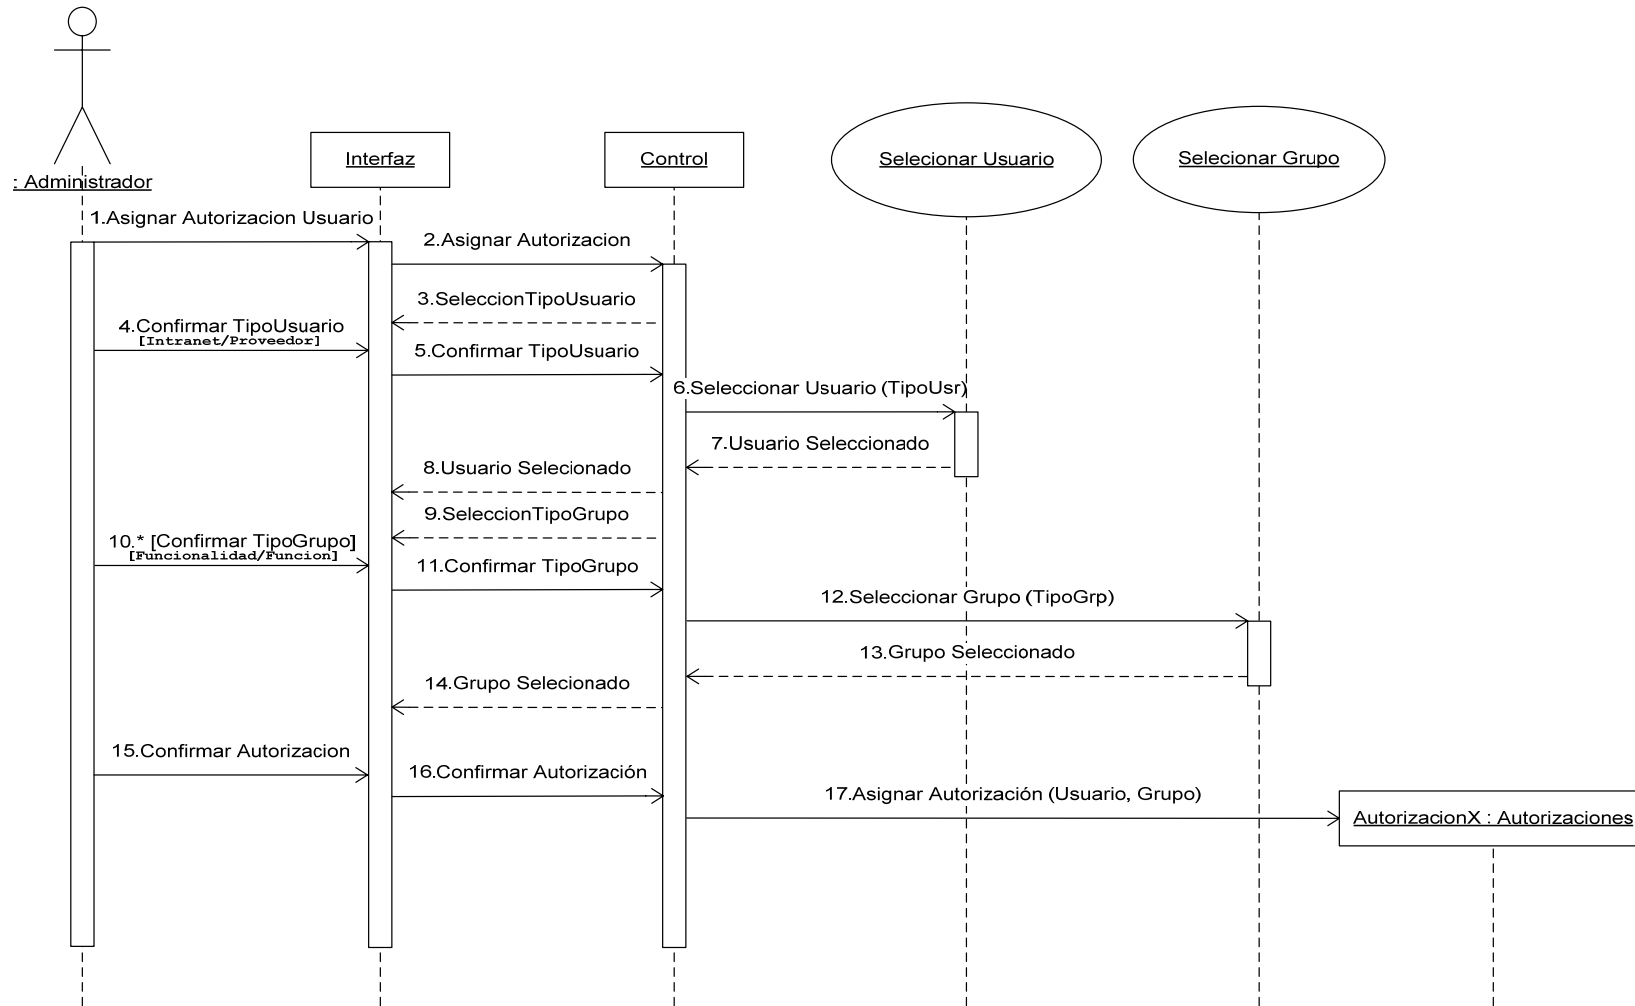 Interfaz
Control
Selecionar Usuario
Selecionar Grupo
: Administrador
1.Asignar Autorizacion Usuario
2.Asignar Autorizacion
3.SeleccionTipoUsuario
4.Confirmar TipoUsuario
[Intranet/Proveedor]
5.Confirmar TipoUsuario
6.Seleccionar Usuario (TipoUsr)
7.Usuario Seleccionado
8.Usuario Selecionado
9.SeleccionTipoGrupo
10.* [Confirmar TipoGrupo]
[Funcionalidad/Funcion]
11.Confirmar TipoGrupo
12.Seleccionar Grupo (TipoGrp)
13.Grupo Seleccionado
14.Grupo Selecionado
15.Confirmar Autorizacion
16.Confirmar Autorización
17.Asignar Autorización (Usuario, Grupo)
AutorizacionX : Autorizaciones